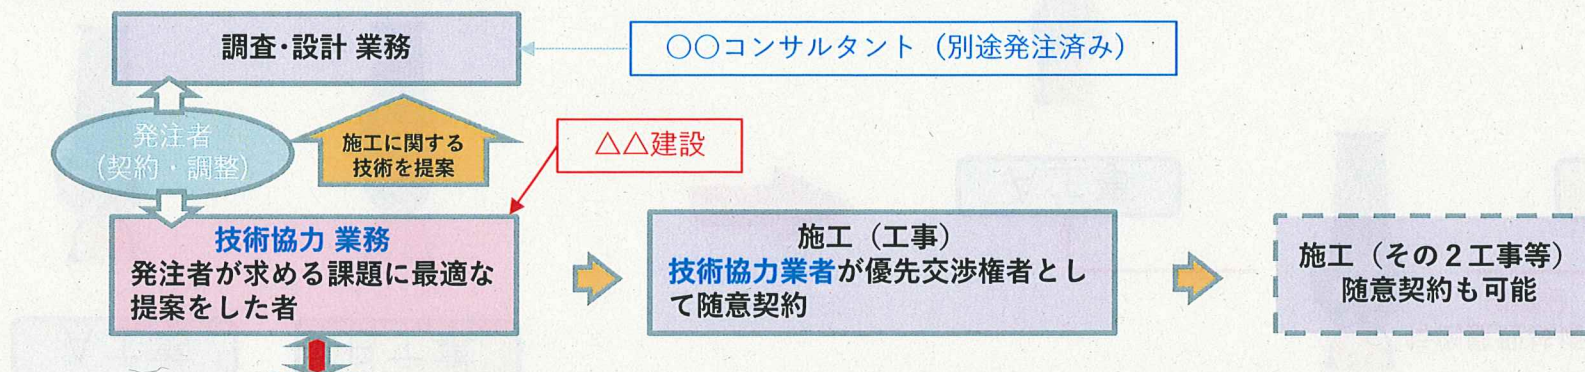 調査・設計 業務
〇〇コンサルタント（別途発注済み）
発注者
（契約・調整）
施工に関する
技術を提案
△△建設
技術協力 業務
発注者が求める課題に最適な
提案をした者
施工（工事）
技術協力業者が優先交渉権者とし
て随意契約
施工（その２工事等）
随意契約も可能